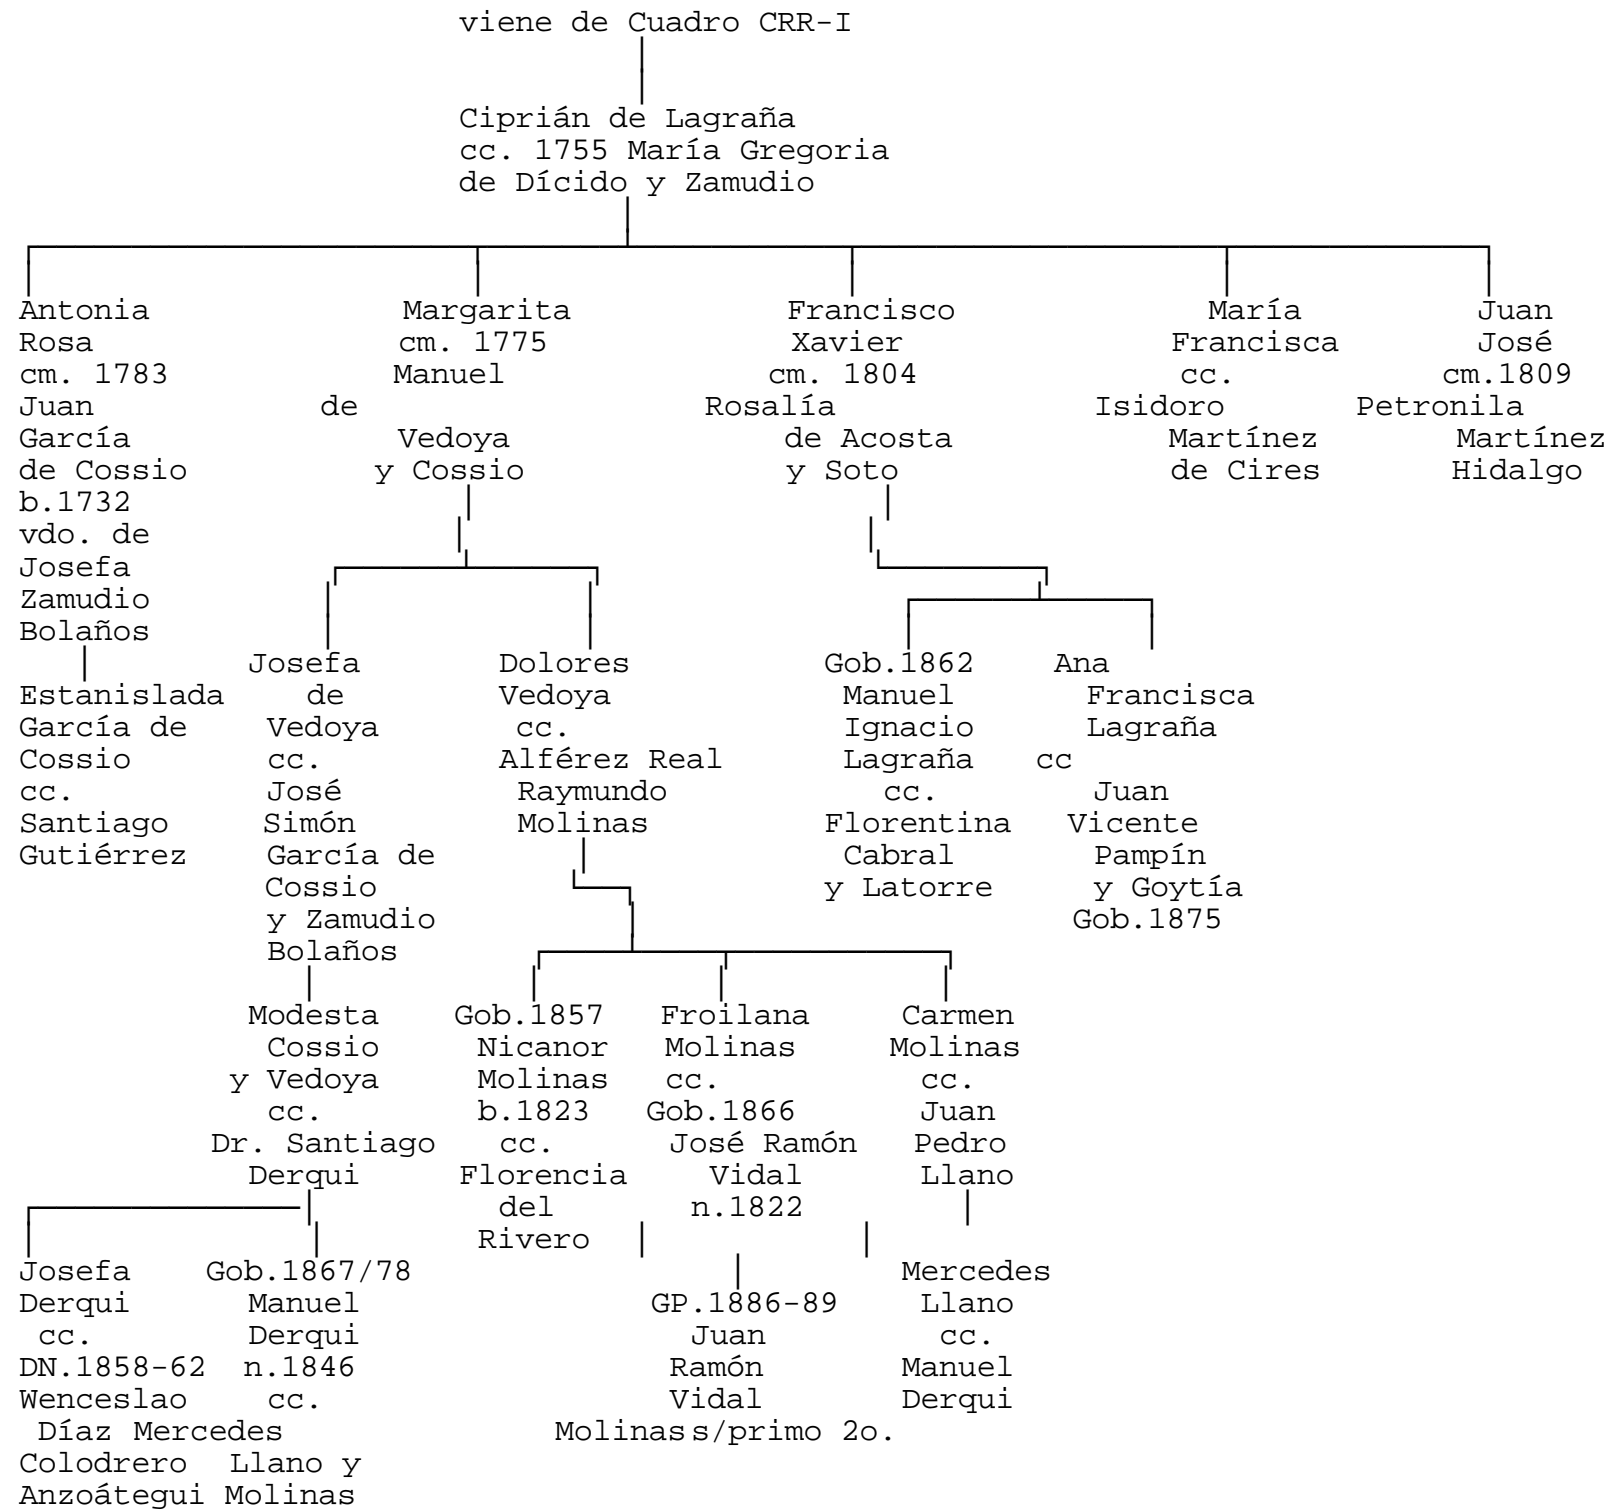 viene de Cuadro CRR-I
Ciprián de Lagraña
cc. 1755 María Gregoria
de Dícido y Zamudio
Antonia Margarita Francisco María Juan
Rosa cm. 1775 Xavier Francisca José
cm. 1783 Manuel cm. 1804 cc. cm.1809
Juan de Rosalía Isidoro Petronila
García Vedoya de Acosta Martínez Martínez
de Cossio y Cossio y Soto de Cires Hidalgo
b.1732
vdo. de
Josefa
Zamudio
Bolaños
Josefa Dolores Gob.1862 Ana
Estanislada de Vedoya Manuel Francisca
García de Vedoya cc. Ignacio Lagraña
Cossio cc. Alférez Real Lagraña cc
cc. José Raymundo cc. Juan
Santiago Simón Molinas Florentina Vicente
Gutiérrez García de Cabral Pampín
Cossio y Latorre y Goytía
y Zamudio Gob.1875
Bolaños
Modesta Gob.1857 Froilana Carmen
Cossio Nicanor Molinas Molinas
y Vedoya Molinas cc. cc.
cc. b.1823 Gob.1866 Juan
Dr. Santiago cc. José Ramón Pedro
Derqui Florencia Vidal Llano
del n.1822
Rivero
Josefa Gob.1867/78 Mercedes
Derqui Manuel GP.1886-89 Llano
cc. Derqui Juan cc.
DN.1858-62 n.1846 Ramón Manuel
Wenceslao cc. Vidal Derqui
Díaz Mercedes Molinas s/primo 2o.
Colodrero Llano y
Anzoátegui Molinas